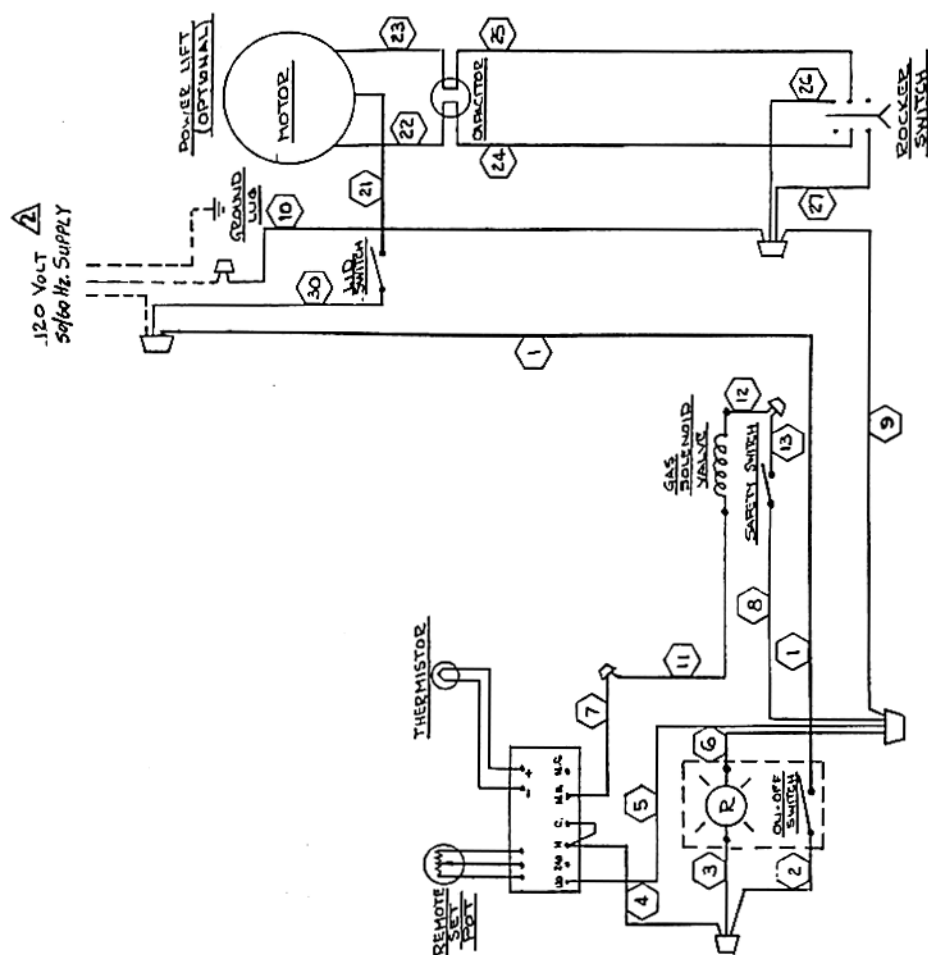 120 VOLT
50/60 Hz. SUPPLY
2
GROUND
LUG
POWER LIFT
(OPTIONAL)
MOTOR
23
22
21
10
30
LID
SWITCH
CAPACITOR
25
24
26
27
ROCKER
SWITCH
1
9
12
13
GAS
SOLENOID
VALVE
SAFETY SWITCH
8
1
11
7
THERMISTOR
REMOTE
SET
POT
+
-
N.C.
N.O.
C.
H
240
120
5
6
4
3
2
R
ON-OFF
SWITCH